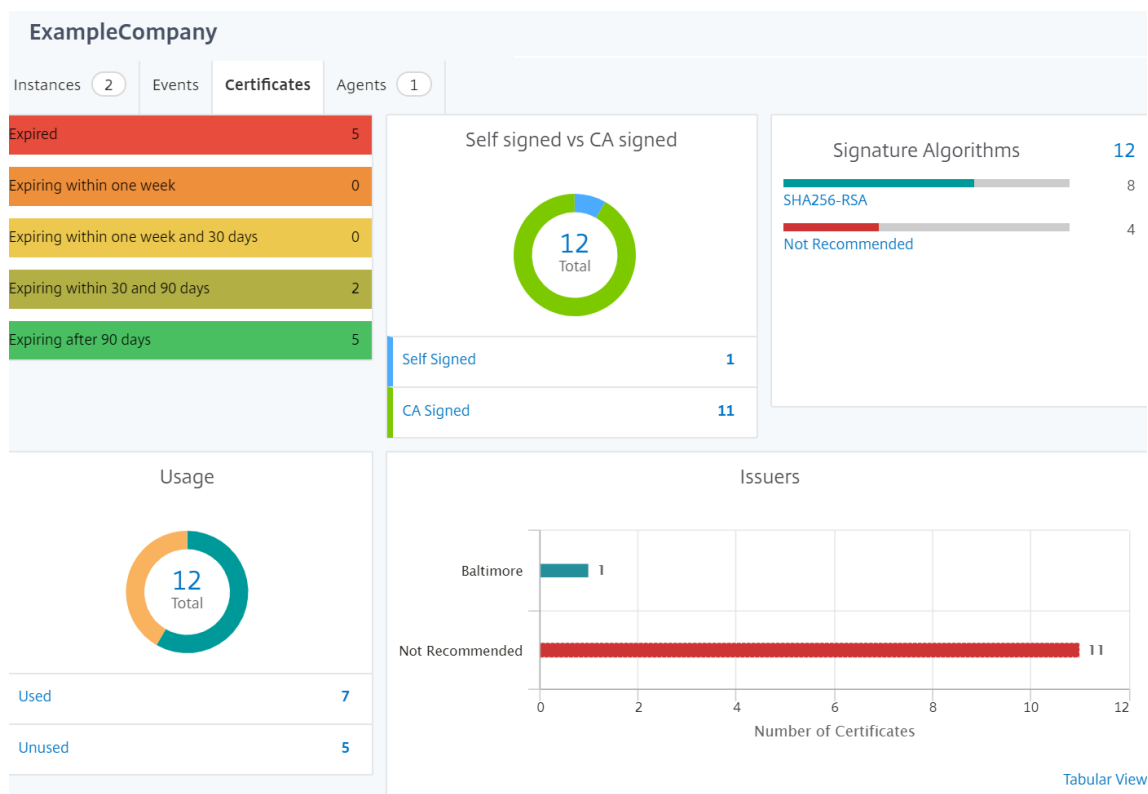 ExampleCompany
Instances 2 Events Certificates Agents 1
Expired 5
Expiring within one week 0
Expiring within one week and 30 days 0
Expiring within 30 and 90 days 2
Expiring after 90 days 5
Self signed vs CA signed
12
Total
Self Signed 1
CA Signed 11
Signature Algorithms 12
8
SHA256-RSA
4
Not Recommended
Usage
12
Total
Used 7
Unused 5
Issuers
Baltimore 1
Not Recommended 11
0 2 4 6 8 10 12
Number of Certificates
Tabular View